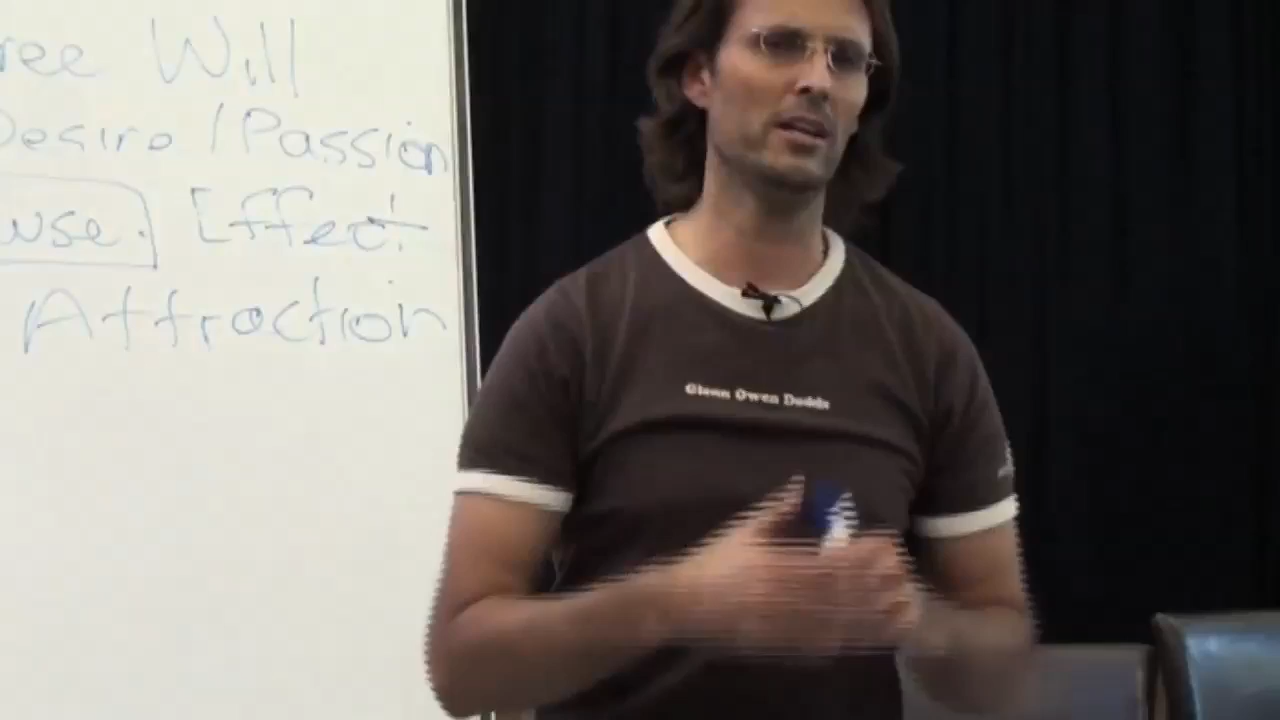 ree Will
Desire / Passion
use. Effect.
Attraction
Glenn Owen Dodds